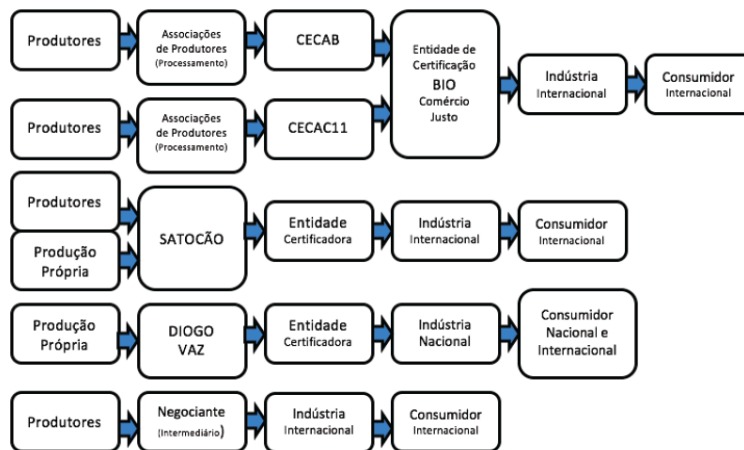 Produtores
Associações
de Produtores
(Processamento)
CECAB
Entidade de
Certificação
BIO
Comércio
Justo
Indústria
Internacional
Consumidor
Internacional
Produtores
Associações
de Produtores
(Processamento)
CECAC11
Produtores
Produção
Própria
SATOCÃO
Entidade
Certificadora
Indústria
Internacional
Consumidor
Internacional
Produção
Própria
DIOGO
VAZ
Entidade
Certificadora
Indústria
Nacional
Consumidor
Nacional e
Internacional
Produtores
Negociante
(Intermediário)
Indústria
Internacional
Consumidor
Internacional